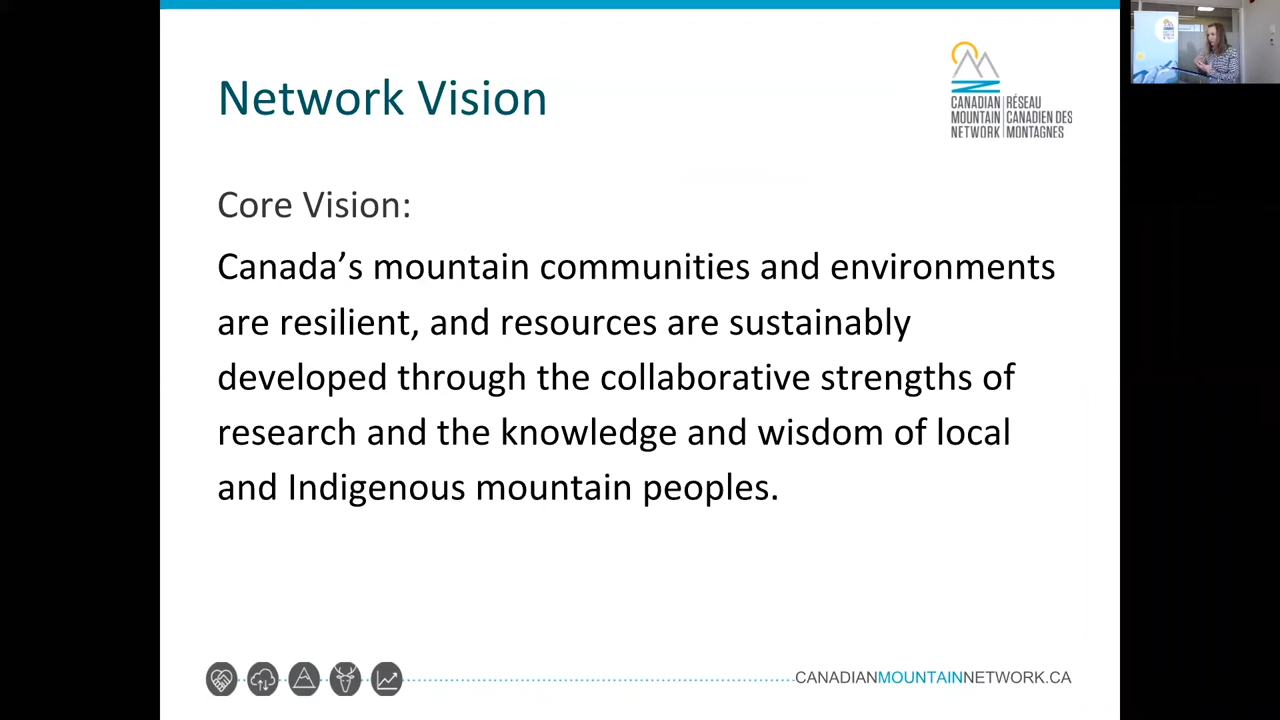 Network Vision
CANADIAN
MOUNTAIN
NETWORK
RÉSEAU
CANADIEN DES
MONTAGNES
Core Vision:
Canada’s mountain communities and environments
are resilient, and resources are sustainably
developed through the collaborative strengths of
research and the knowledge and wisdom of local
and Indigenous mountain peoples.
CANADIANMOUNTAINNETWORK.CA